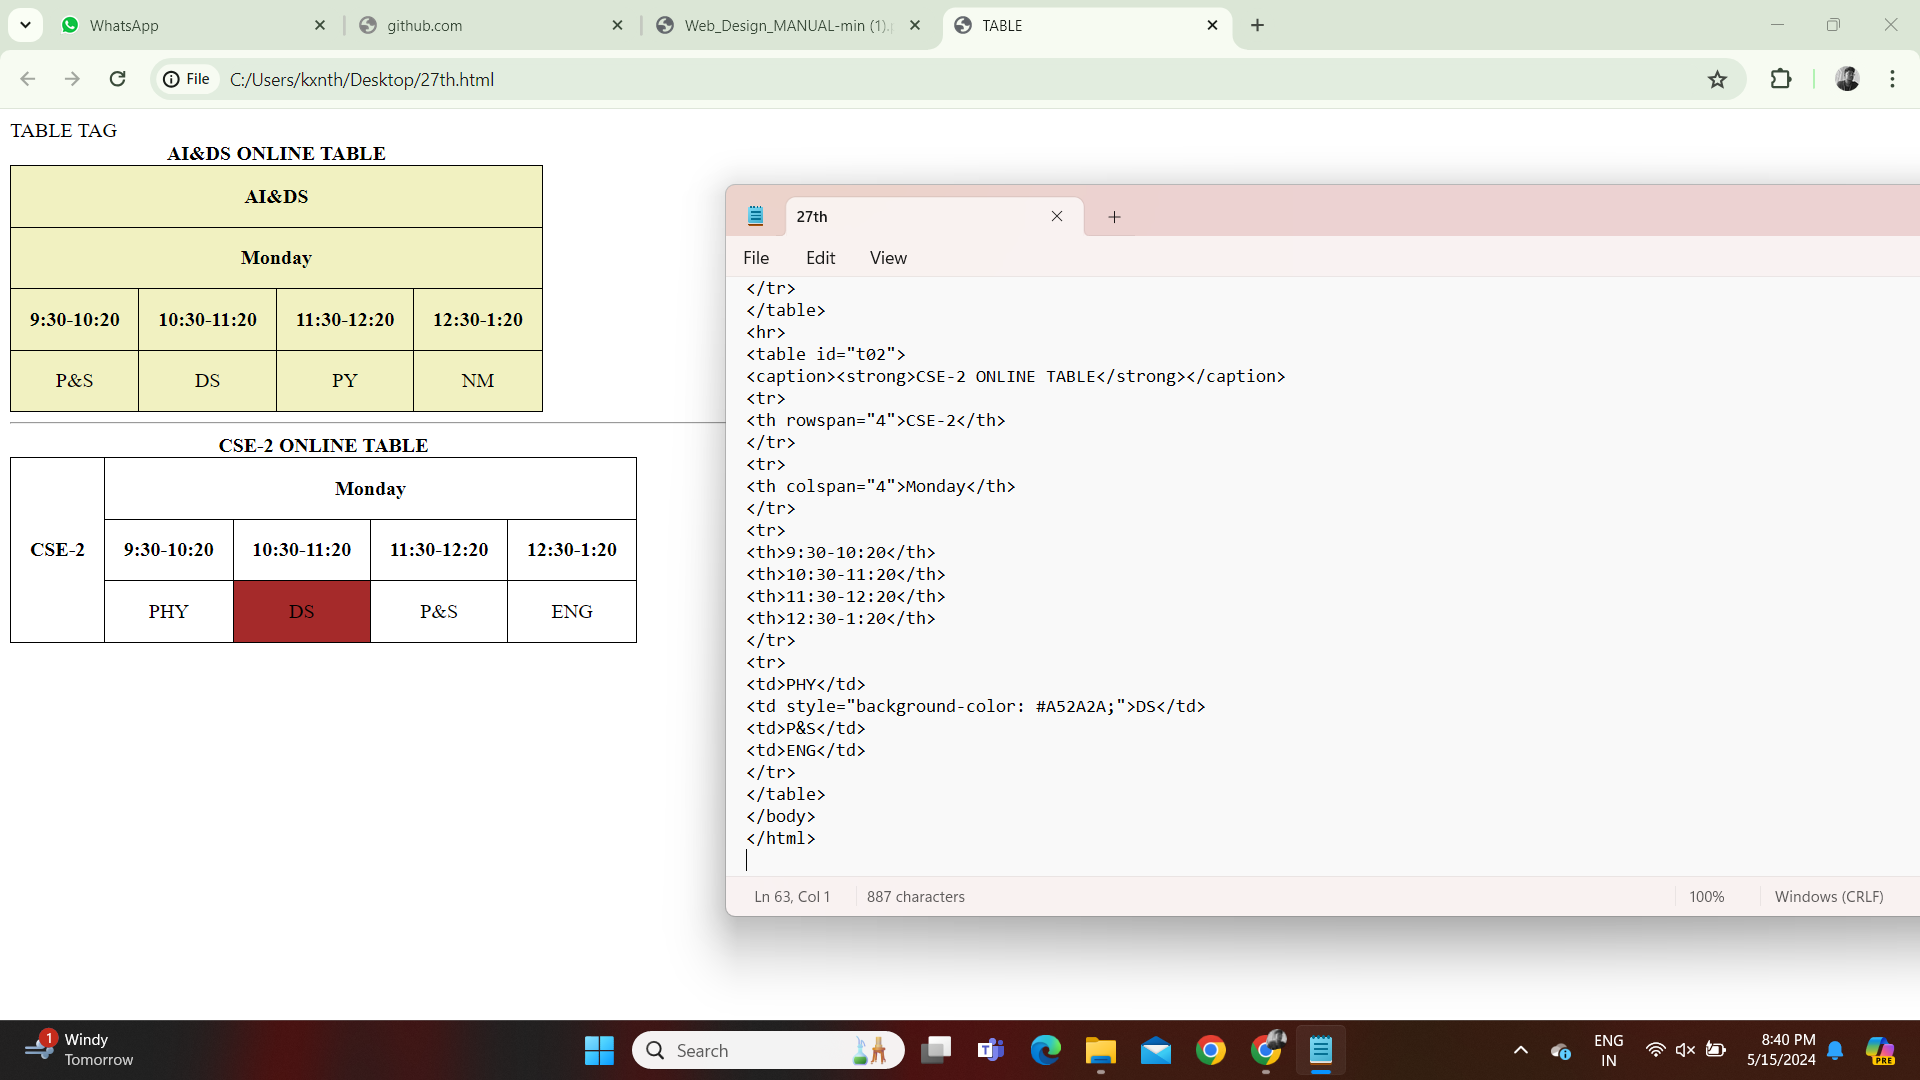 WhatsApp
github.com
Web_Design_MANUAL-min (1).
TABLE
File
C:/Users/kxnth/Desktop/27th.html
TABLE TAG
AI&DS ONLINE TABLE
AI&DS
Monday
9:30-10:20 10:30-11:20 11:30-12:20 12:30-1:20
P&S DS PY NM
CSE-2 ONLINE TABLE
CSE-2
Monday
9:30-10:20 10:30-11:20 11:30-12:20 12:30-1:20
PHY DS P&S ENG
27th
File Edit View
</tr>
</table>
<hr>
<table id="t02">
<caption><strong>CSE-2 ONLINE TABLE</strong></caption>
<tr>
<th rowspan="4">CSE-2</th>
</tr>
<tr>
<th colspan="4">Monday</th>
</tr>
<tr>
<th>9:30-10:20</th>
<th>10:30-11:20</th>
<th>11:30-12:20</th>
<th>12:30-1:20</th>
</tr>
<tr>
<td>PHY</td>
<td style="background-color: #A52A2A;">DS</td>
<td>P&S</td>
<td>ENG</td>
</tr>
</table>
</body>
</html>
Ln 63, Col 1 887 characters 100% Windows (CRLF)
1
Windy
Tomorrow
Search
ENG
IN
8:40 PM
5/15/2024
PRE